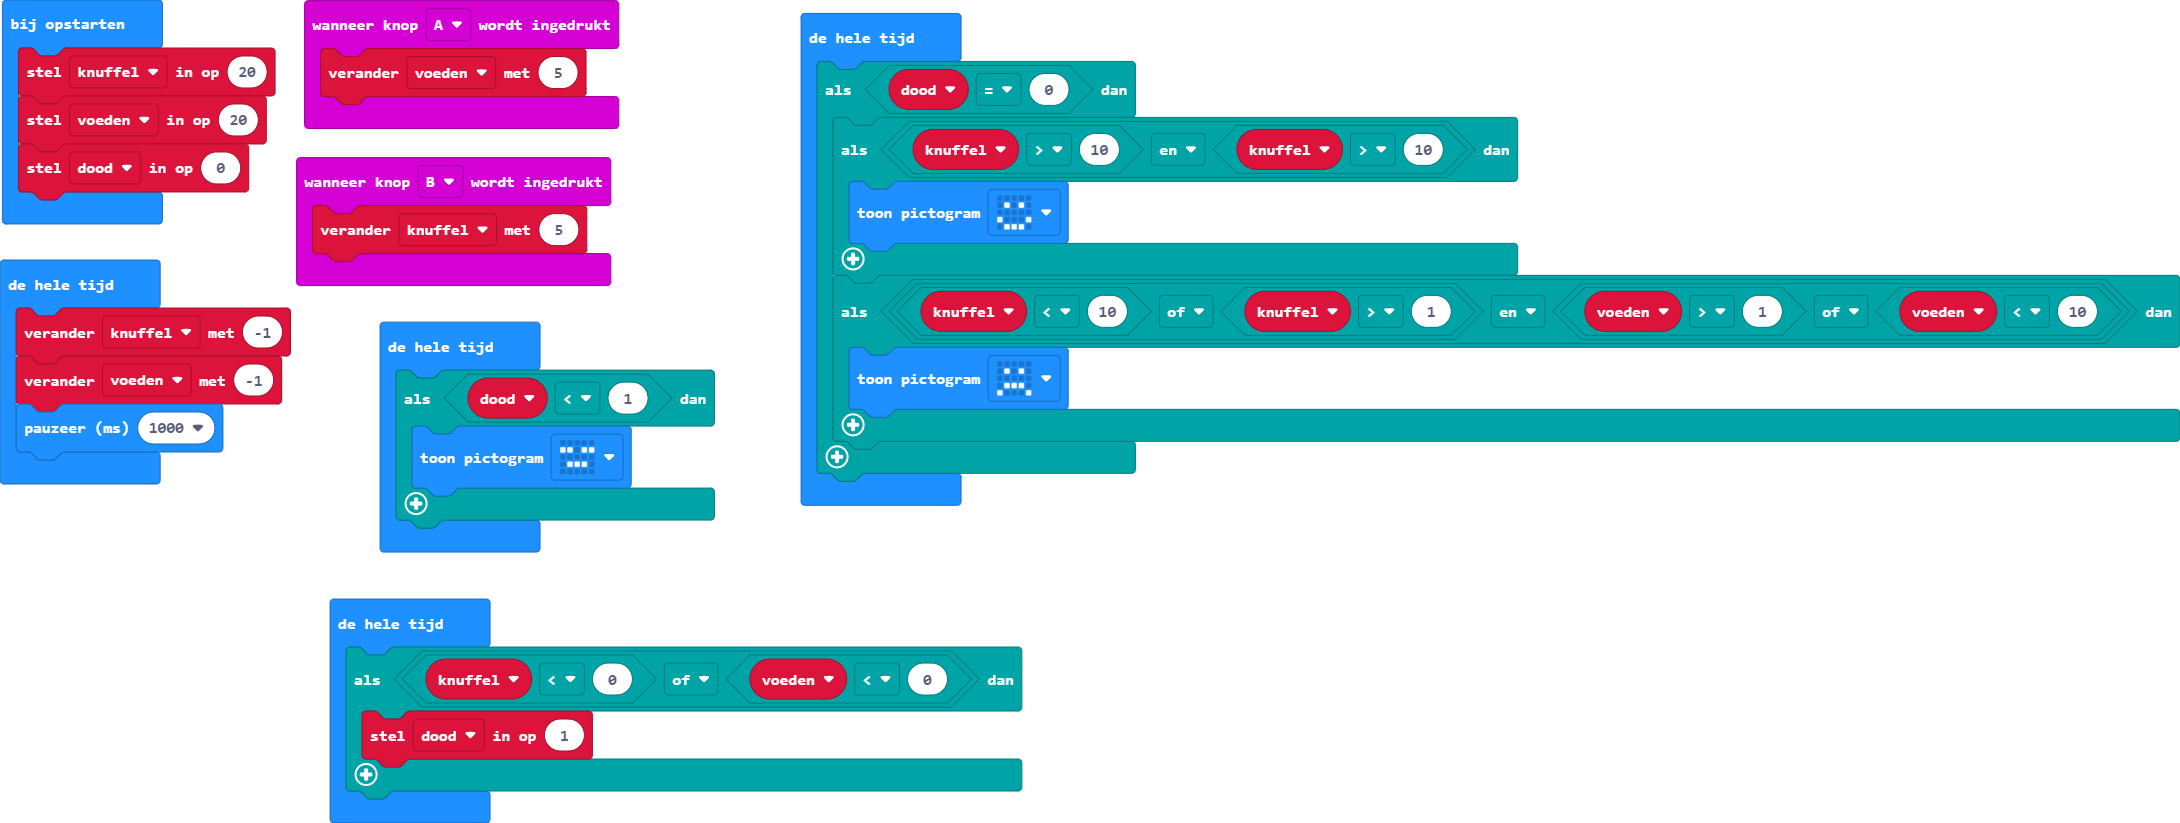 bij opstarten
stel knuffel in op 20
stel voeden in op 20
stel dood in op 0
wanneer knop A wordt ingedrukt
verander voeden met 5
wanneer knop B wordt ingedrukt
verander knuffel met 5
de hele tijd
verander knuffel met -1
verander voeden met -1
pauzeer (ms) 1000
de hele tijd
als dood < 1 dan
toon pictogram
de hele tijd
als knuffel < 0 of voeden < 0 dan
stel dood in op 1
de hele tijd
als dood = 0 dan
als knuffel > 10 en knuffel > 10 dan
toon pictogram
als knuffel < 10 of knuffel > 1 en voeden > 1 of voeden < 10 dan
toon pictogram